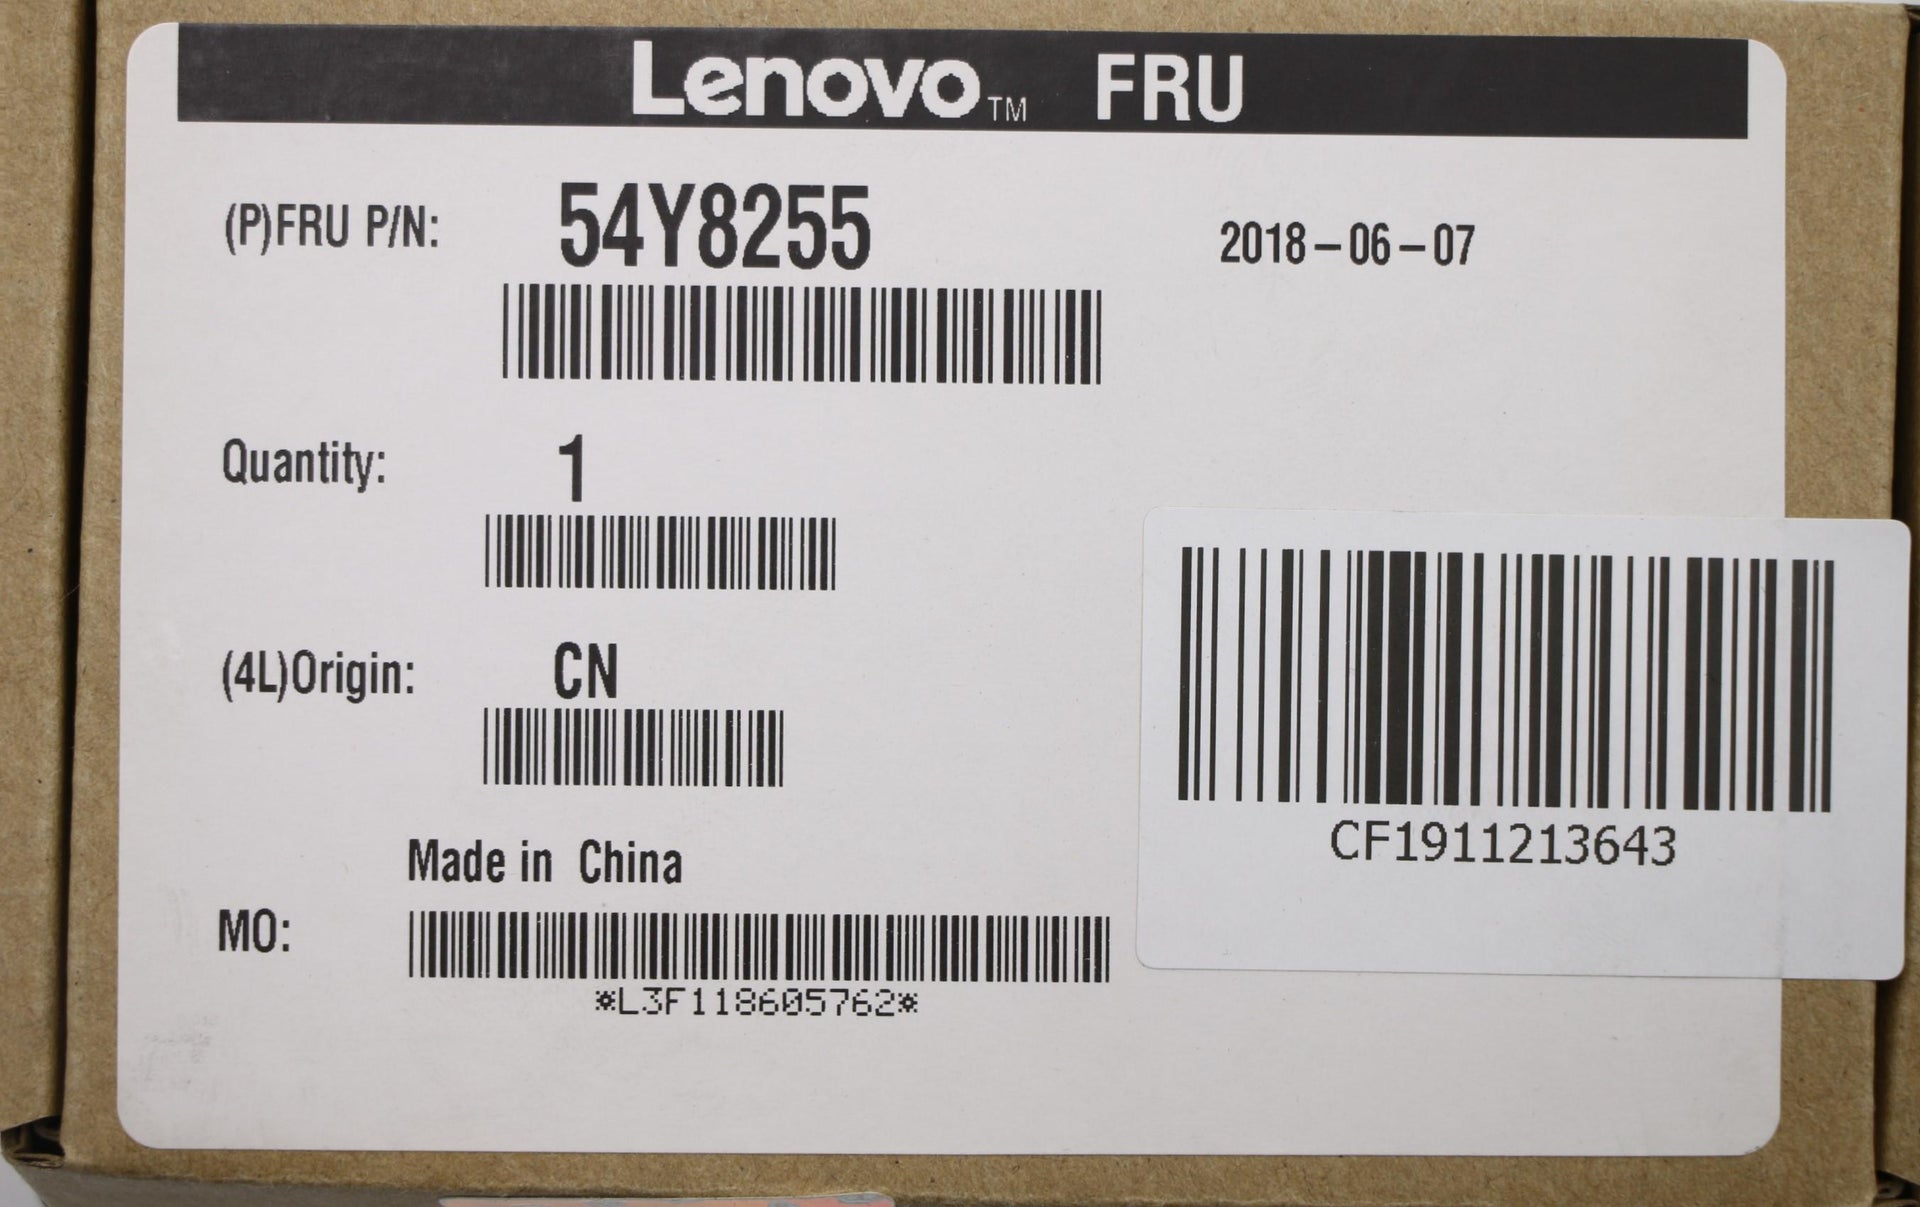 Lenovo™ FRU
(P)FRU P/N: 54Y8255 2018-06-07
Quantity: 1
(4L)Origin: CN
CF1911213643
Made in China
MO:
*L3F118605762*